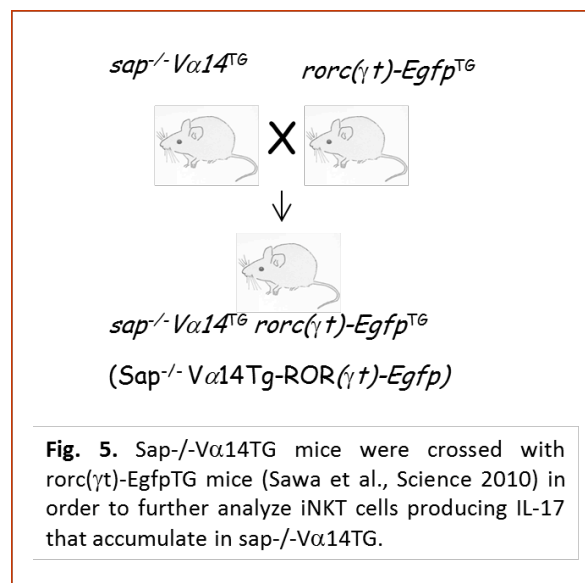 sap-/-Vα14TG rorc(γt)-EgfpTG
X
sap-/-Vα14TG rorc(γt)-EgfpTG
(Sap-/- Vα14Tg-ROR(γt)-Egfp)
Fig. 5. Sap-/-Vα14TG mice were crossed with
rorc(γt)-EgfpTG mice (Sawa et al., Science 2010) in
order to further analyze iNKT cells producing IL-17
that accumulate in sap-/-Vα14TG.